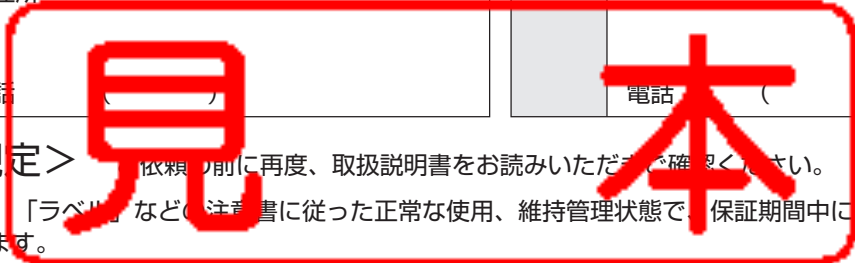 電話 ( ) 電話 (
見本
定> 依頼の前に再度、取扱説明書をお読みいただきご確認ください。
「ラベル」などの注意書に従った正常な使用、維持管理状態で、保証期間中に
ます。